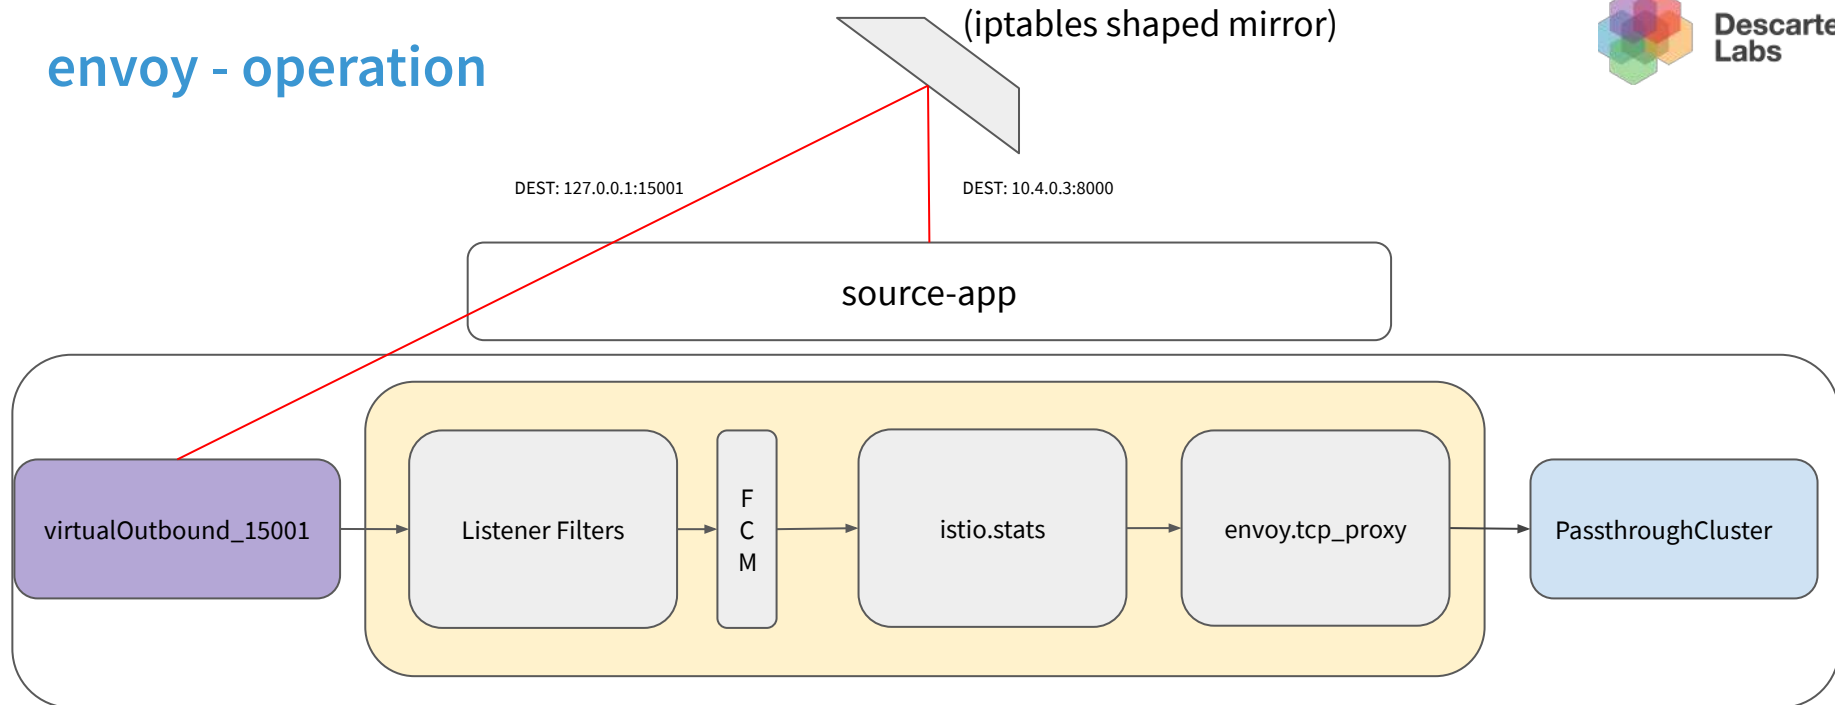 (iptables shaped mirror)
envoy - operation
Descarte
Labs
DEST: 127.0.0.1:15001
DEST: 10.4.0.3:8000
source-app
virtualOutbound_15001
Listener Filters
F
C
M
istio.stats
envoy.tcp_proxy
PassthroughCluster